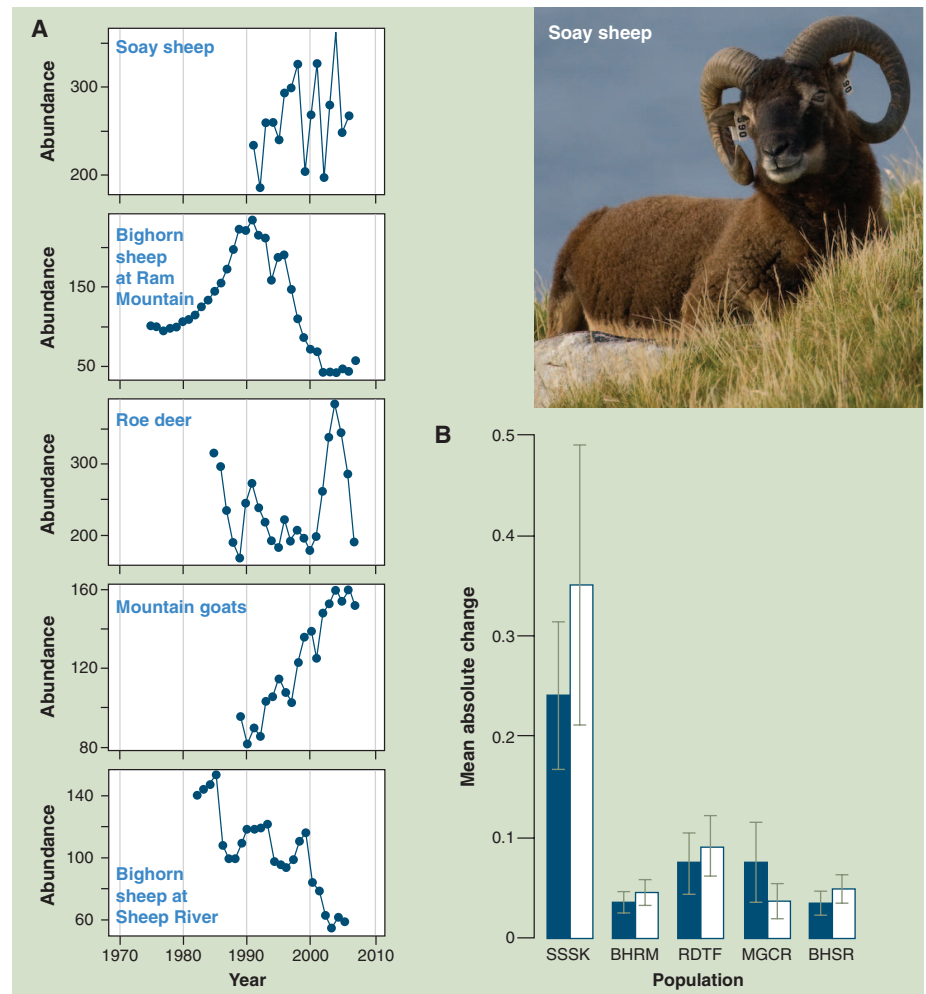 A
Soay sheep
Abundance
300
200
Bighorn
sheep
at Ram
Mountain
Abundance
150
50
Roe deer
Abundance
300
200
Mountain goats
Abundance
160
120
80
Bighorn
sheep at
Sheep River
Abundance
140
100
60
1970 1980 1990 2000 2010
Year
Soay sheep
590
90
B
Mean absolute change
0.5
0.4
0.3
0.2
0.1
0
SSSK BHRM RDTF MGCR BHSR
Population